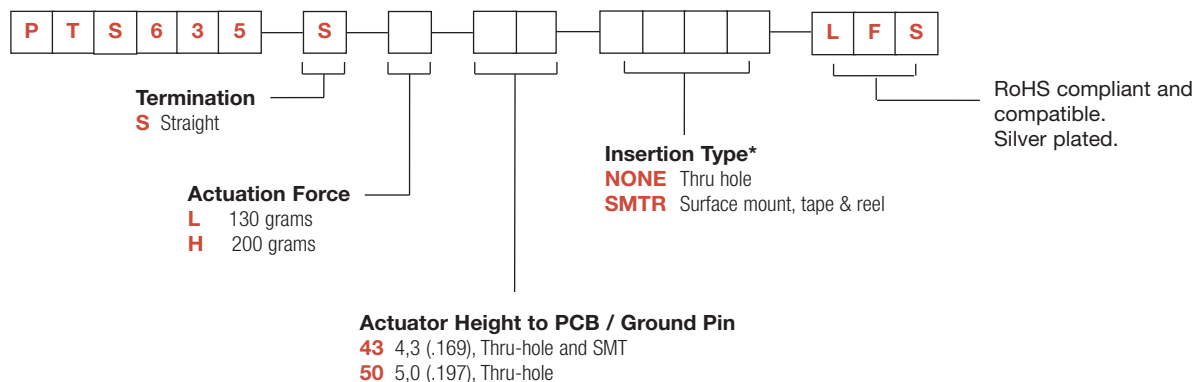 P T S 6 3 5 S L F S
Termination
S Straight
Actuation Force
L 130 grams
H 200 grams
Actuator Height to PCB / Ground Pin
43 4,3 (.169), Thru-hole and SMT
50 5,0 (.197), Thru-hole
Insertion Type*
NONE Thru hole
SMTR Surface mount, tape & reel
RoHS compliant and
compatible.
Silver plated.